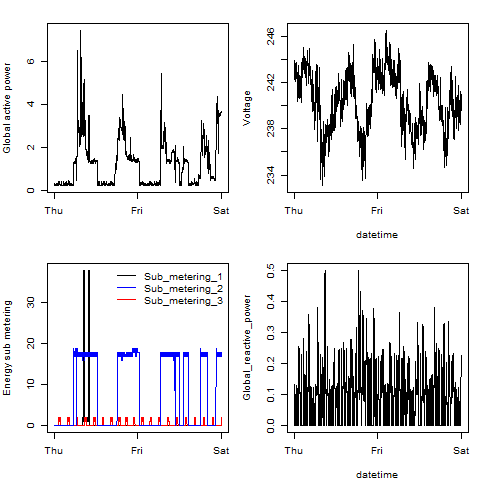 Global active power
0 2 4 6
Thu Fri Sat
Voltage
234 238 242 246
Thu Fri Sat
datetime
Energy sub metering
0 10 20 30
Sub_metering_1
Sub_metering_2
Sub_metering_3
Thu Fri Sat
Global_reactive_power
0.0 0.1 0.2 0.3 0.4 0.5
Thu Fri Sat
datetime